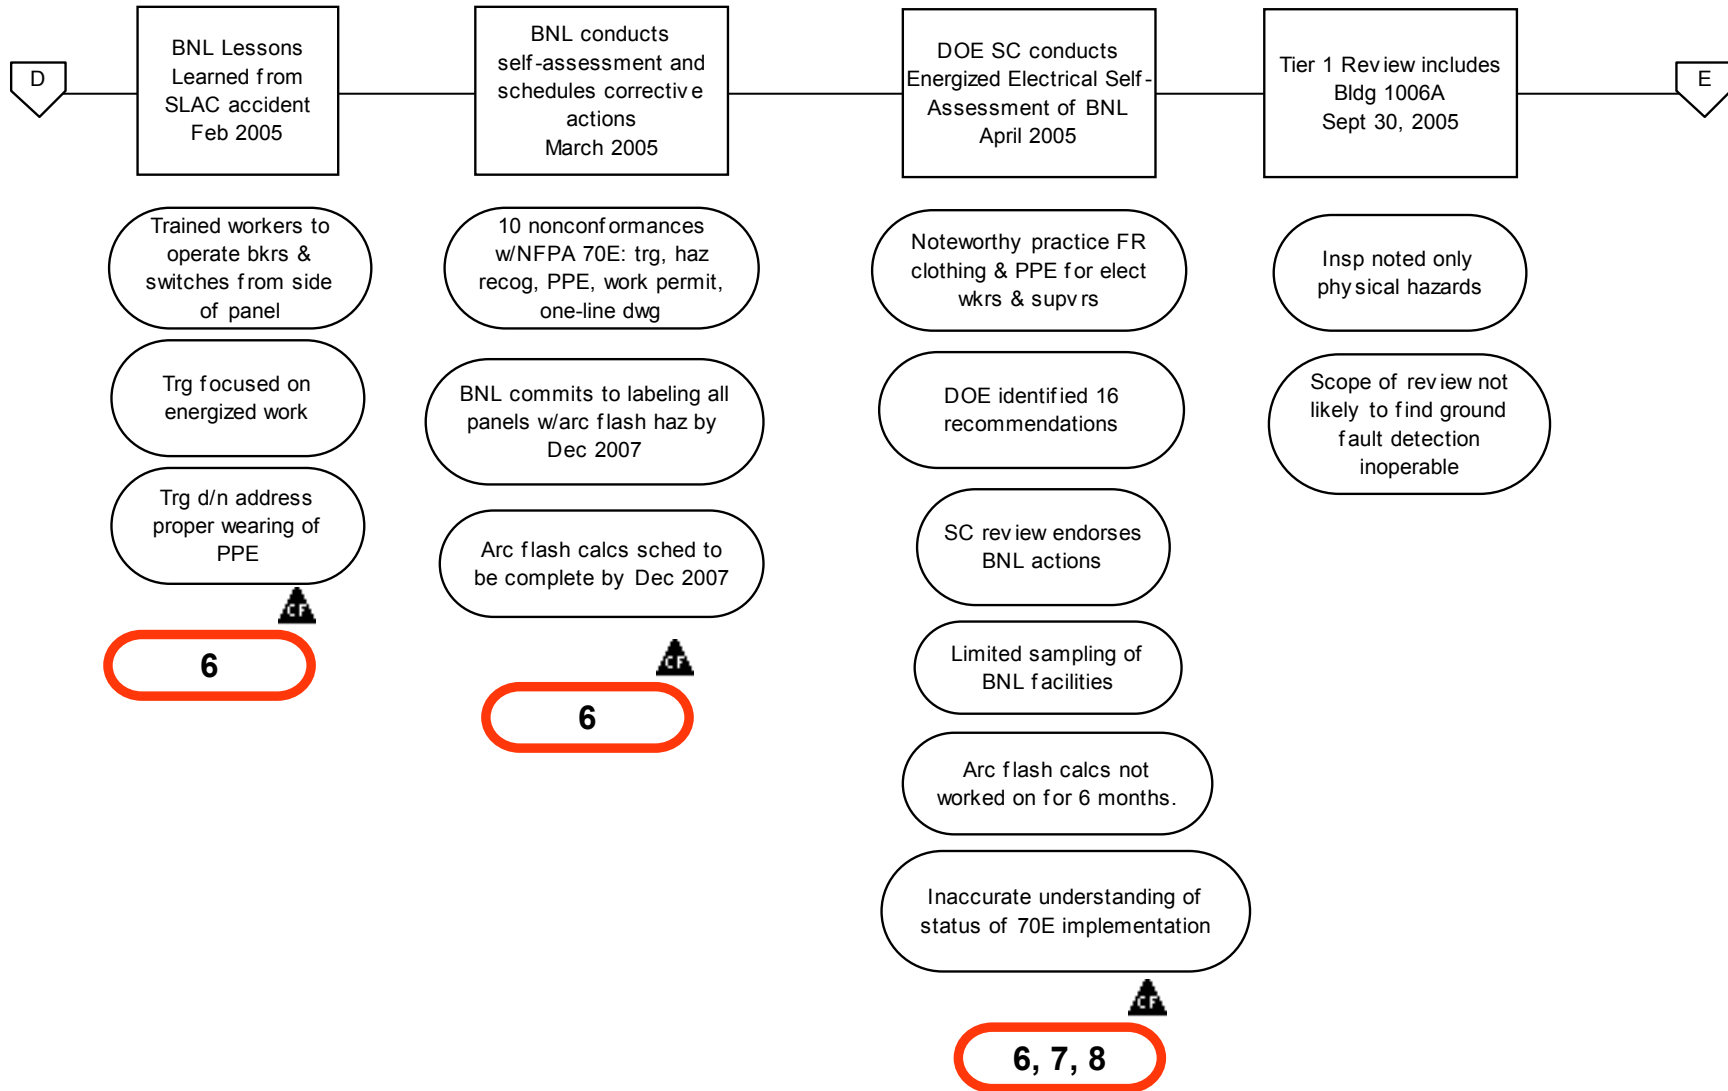 D
BNL Lessons
Learned from
SLAC accident
Feb 2005
BNL conducts
self-assessment and
schedules corrective
actions
March 2005
DOE SC conducts
Energized Electrical Self-
Assessment of BNL
April 2005
Tier 1 Review includes
Bldg 1006A
Sept 30, 2005
E
Trained workers to
operate bkrs &
switches from side
of panel
Trg focused on
energized work
Trg d/n address
proper wearing of
PPE
CF
6
10 nonconformances
w/NFPA 70E: trg, haz
recog, PPE, work permit,
one-line dwg
BNL commits to labeling all
panels w/arc flash haz by
Dec 2007
Arc flash calcs sched to
be complete by Dec 2007
CF
6
Noteworthy practice FR
clothing & PPE for elect
wkrs & supvrs
DOE identified 16
recommendations
SC review endorses
BNL actions
Limited sampling of
BNL facilities
Arc flash calcs not
worked on for 6 months.
Inaccurate understanding of
status of 70E implementation
CF
6, 7, 8
Insp noted only
physical hazards
Scope of review not
likely to find ground
fault detection
inoperable